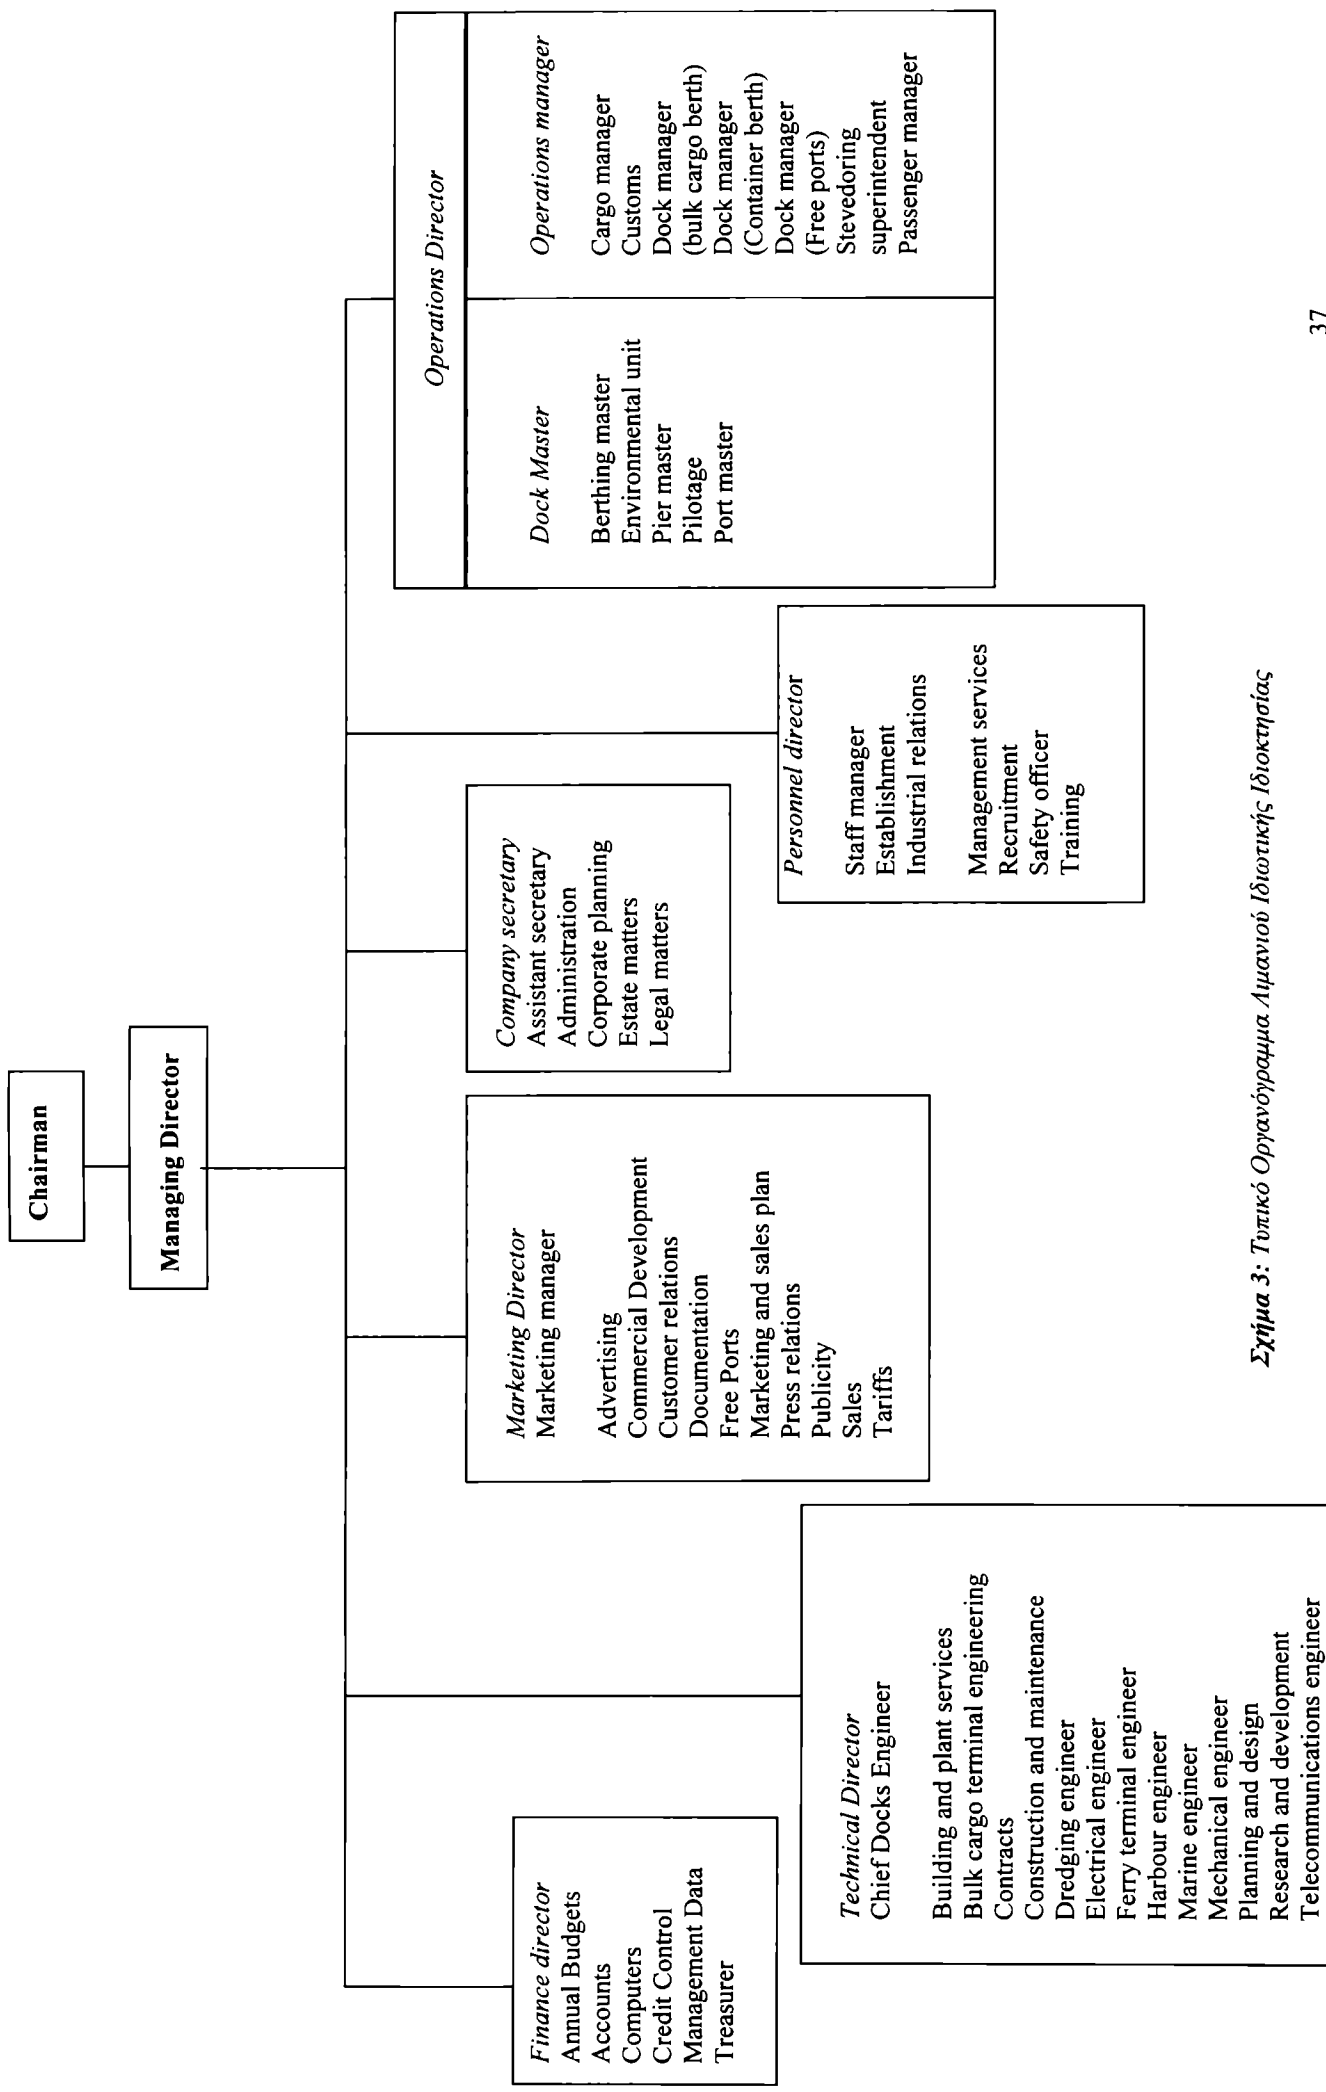 Chairman
Managing Director
Finance director
Annual Budgets
Accounts
Computers
Credit Control
Management Data
Treasurer
Technical Director
Chief Docks Engineer
Building and plant services
Bulk cargo terminal engineering
Contracts
Construction and maintenance
Dredging engineer
Electrical engineer
Ferry terminal engineer
Harbour engineer
Marine engineer
Mechanical engineer
Planning and design
Research and development
Telecommunications engineer
Marketing Director
Marketing manager
Advertising
Commercial Development
Customer relations
Documentation
Free Ports
Marketing and sales plan
Press relations
Publicity
Sales
Tariffs
Company secretary
Assistant secretary
Administration
Corporate planning
Estate matters
Legal matters
Personnel director
Staff manager
Establishment
Industrial relations
Management services
Recruitment
Safety officer
Training
Operations Director
Dock Master
Berthing master
Environmental unit
Pier master
Pilotage
Port master
Operations manager
Cargo manager
Customs
Dock manager
(bulk cargo berth)
Dock manager
(Container berth)
Dock manager
(Free ports)
Stevedoring
superintendent
Passenger manager
Σχήμα 3: Τυπικό Οργανόγραμμα Λιμανιού Ιδιωτικής Ιδιοκτησίας
37